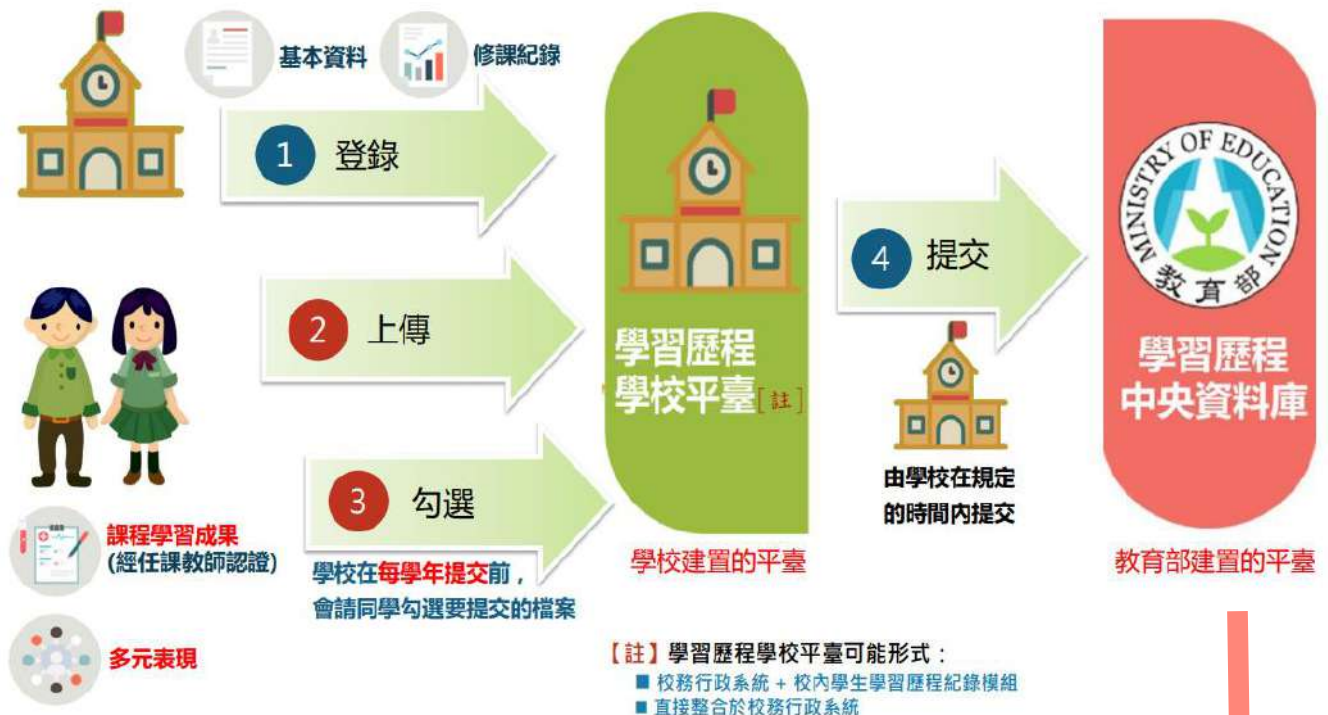 基本資料
修課紀錄
1 登錄
2 上傳
3 勾選
學校在每學年提交前，
會請同學勾選要提交的檔案
課程學習成果
(經任課教師認證)
多元表現
學習歷程
學校平臺[註]
學校建置的平臺
4 提交
由學校在規定
的時間內提交
MINISTRY OF EDUCATION
教育部
學習歷程
中央資料庫
教育部建置的平臺
【註】學習歷程學校平臺可能形式：
■ 校務行政系統 + 校內學生學習歷程紀錄模組
■ 直接整合於校務行政系統